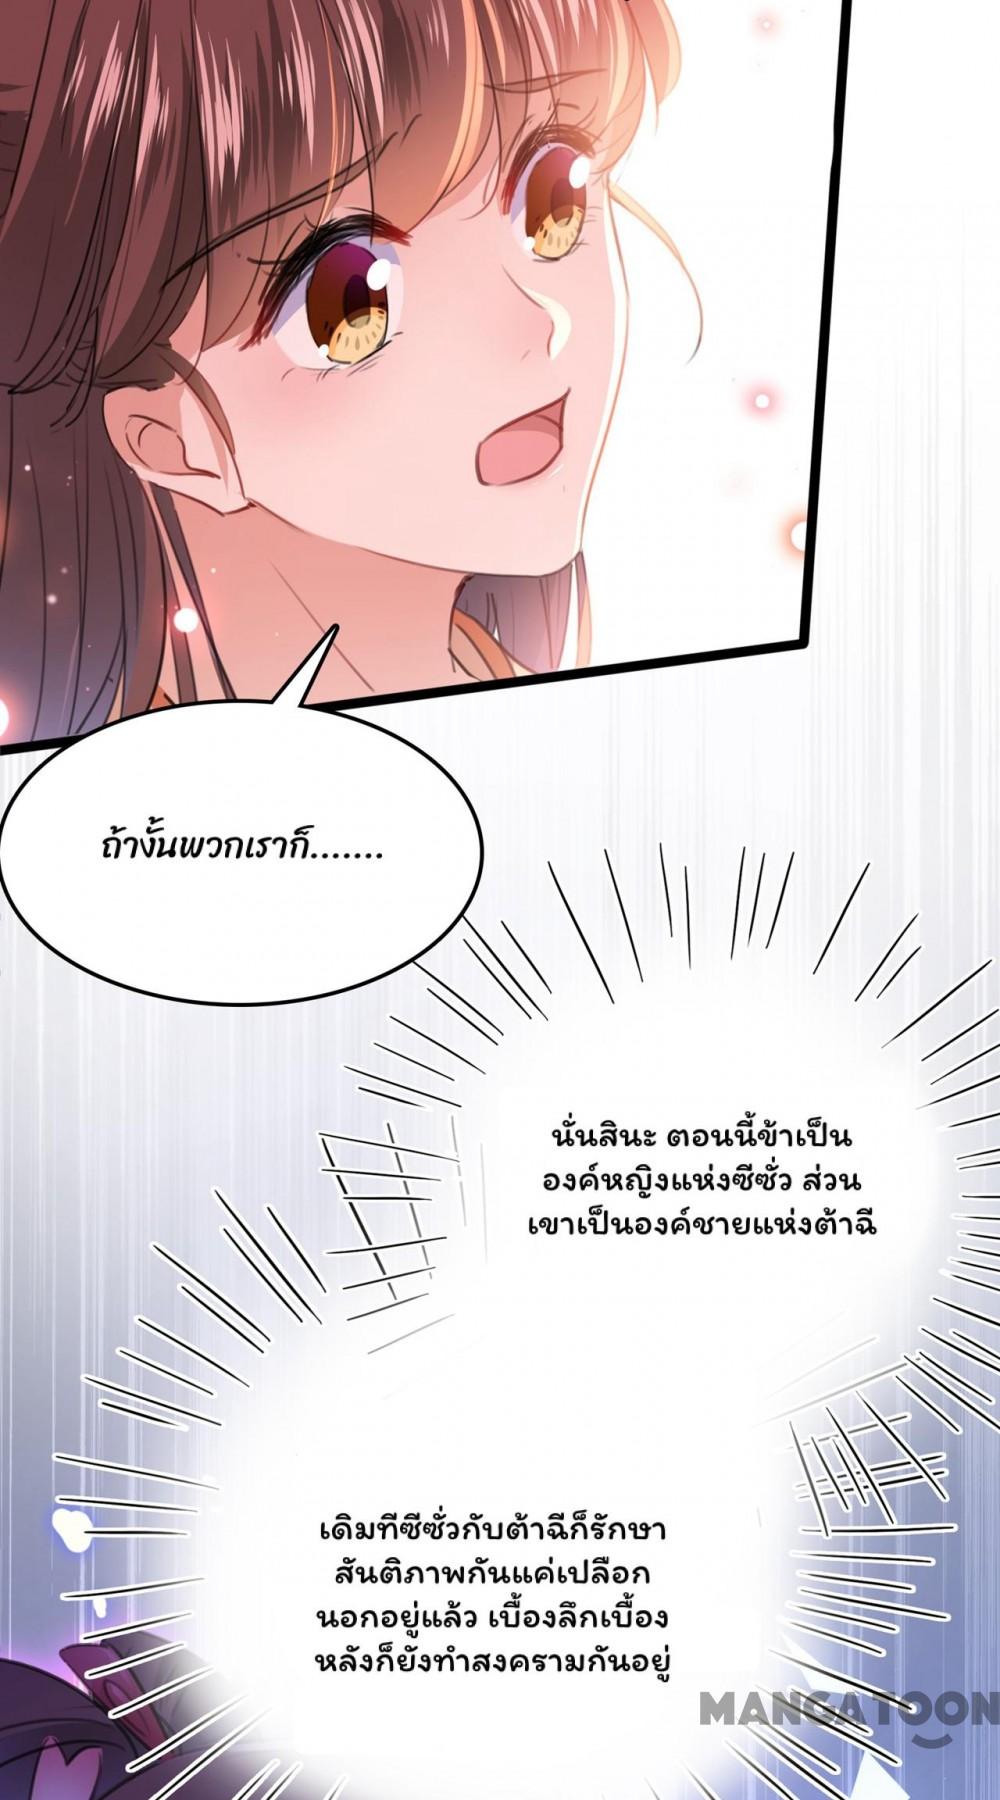 ถ้างั้นพวกเราก็.......
นั่นสินะ ตอนนี้ข้าเป็น
องค์หญิงแห่งซีซั่ว ส่วน
เขาเป็นองค์ชายแห่งต้าฉี
เดิมทีซีซั่วกับต้าฉีก็รักษา
สันติภาพกันแค่เปลือก
นอกอยู่แล้ว เบื้องลึกเบื้อง
หลังก็ยังทำสงครามกันอยู่
MANGATOON